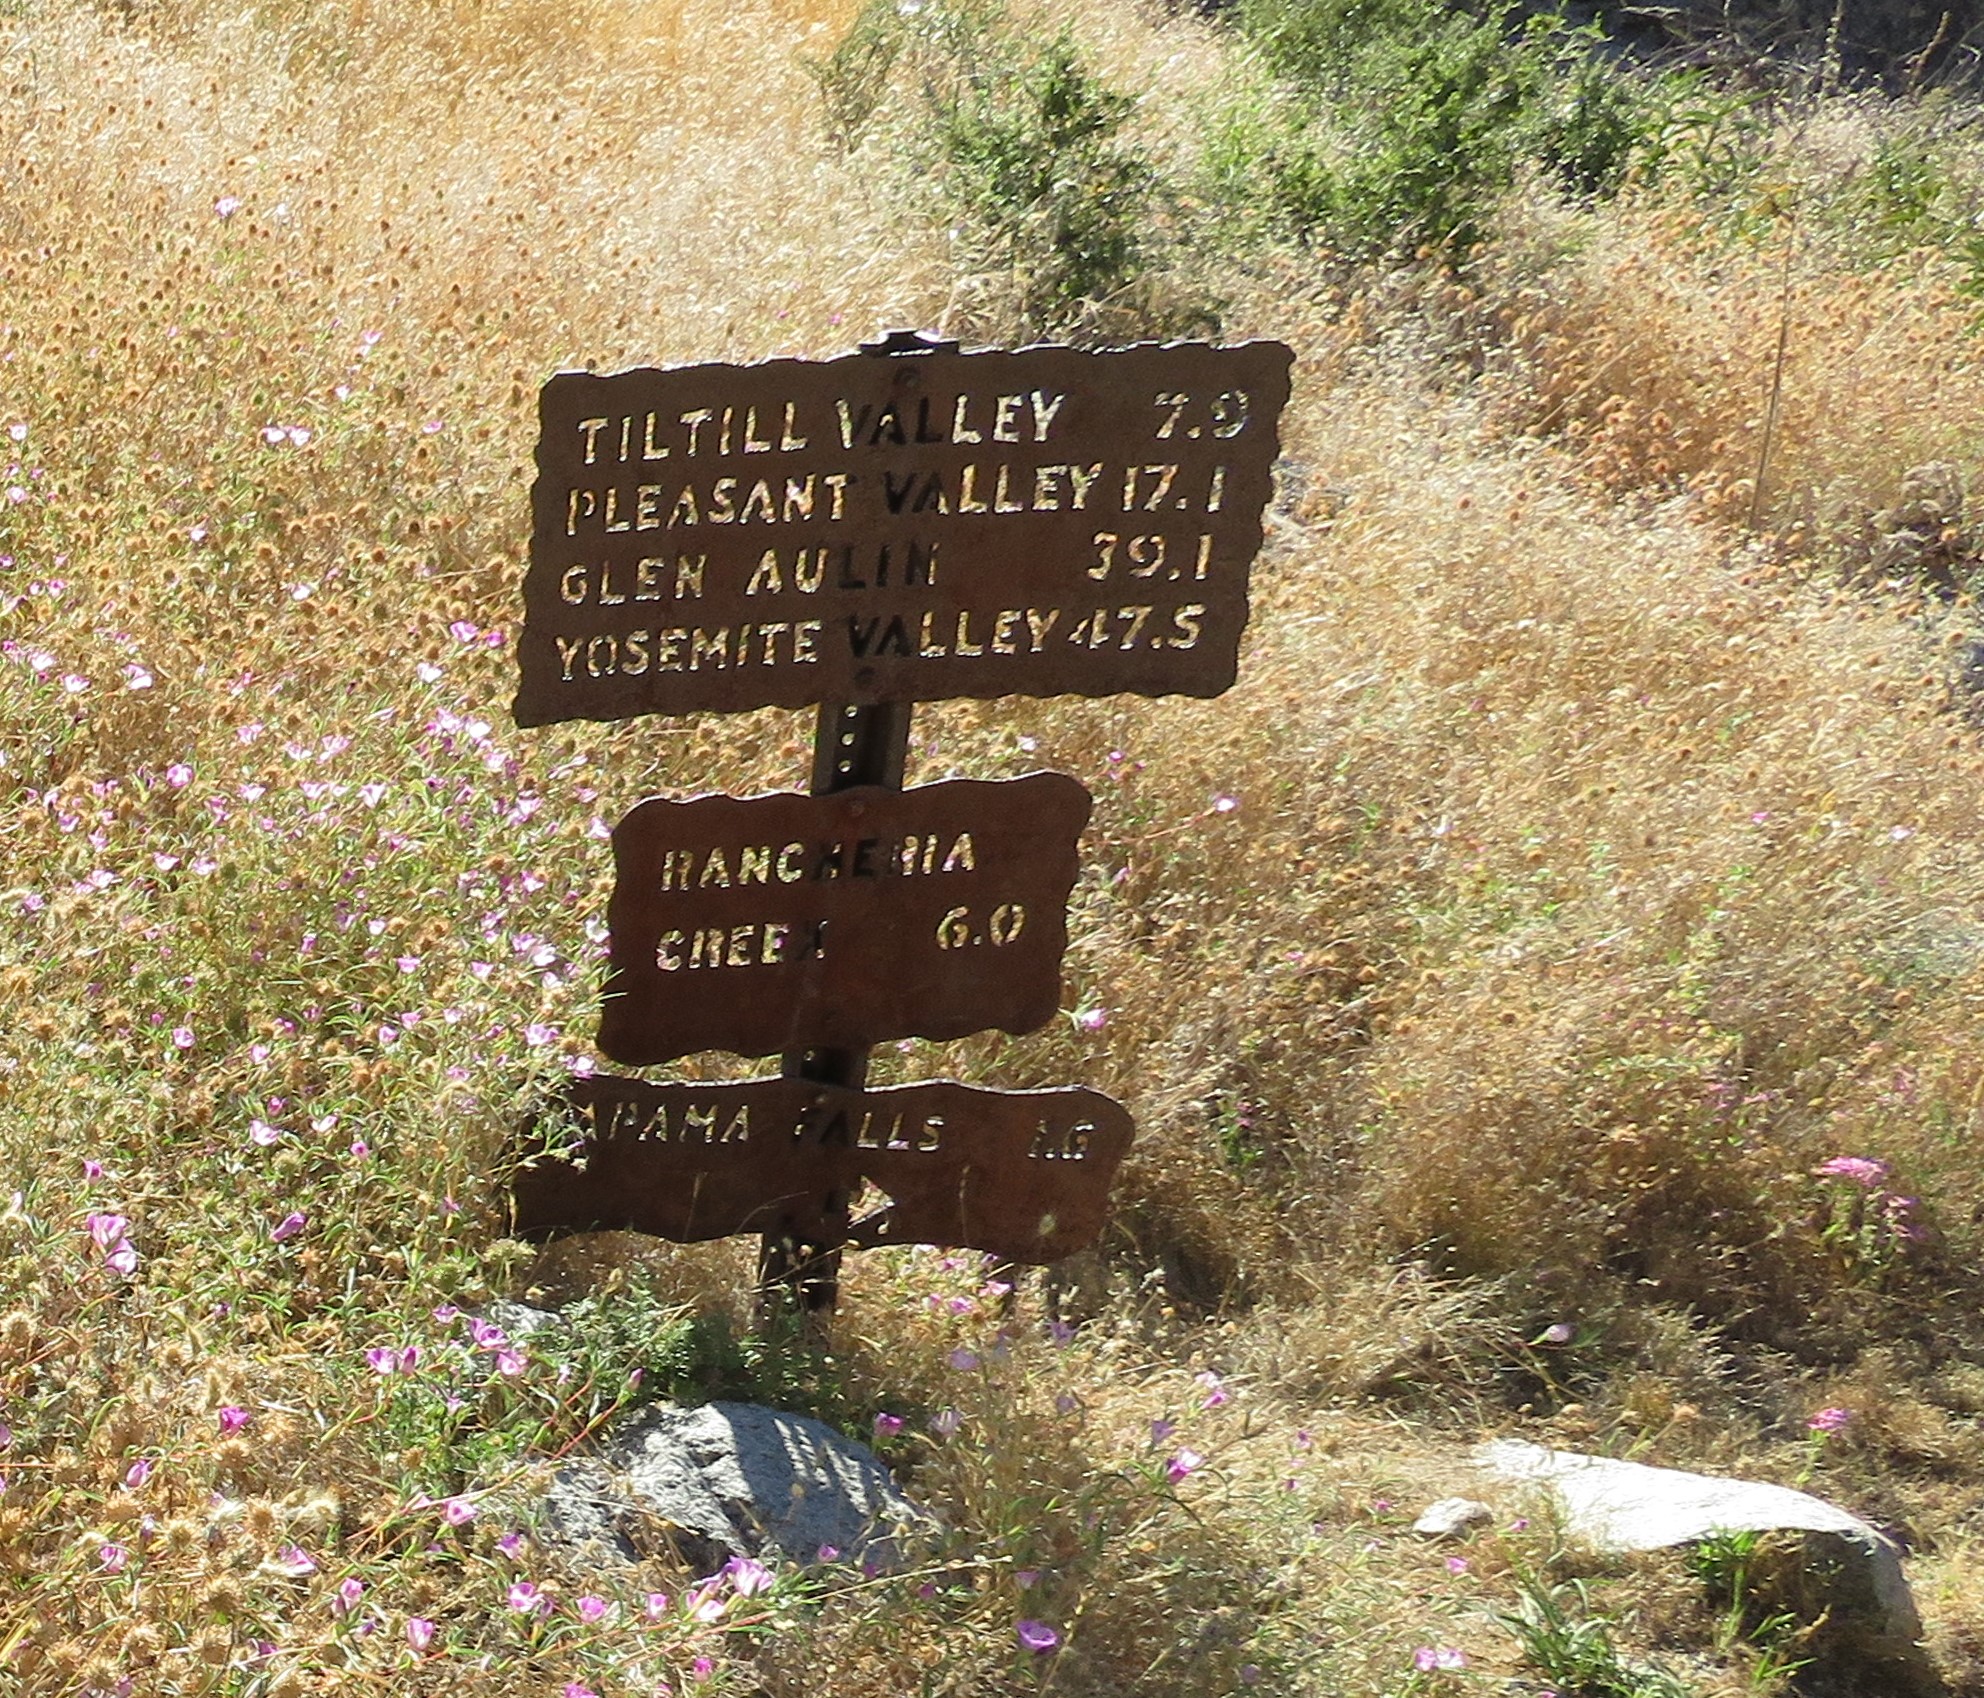 TILTILL VALLEY 7.9
PLEASANT VALLEY 17.1
GLEN AULIN 39.1
YOSEMITE VALLEY 47.5
RANCHERIA
CREEK 6.0
WAPAMA FALLS 1.6